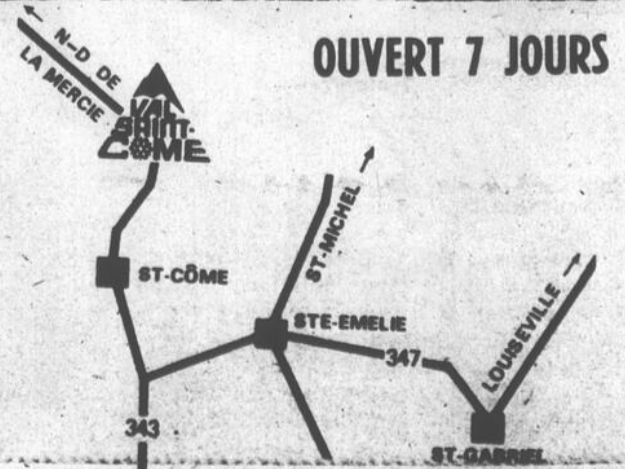 OUVERT 7 JOURS
N-D DE
LA MERCIE
VAL
SAINT-
CÔME
ST-MICHEL
ST-CÔME
STE-EMELIE
LOUISEVILLE
347
343
ST-GABRIEL